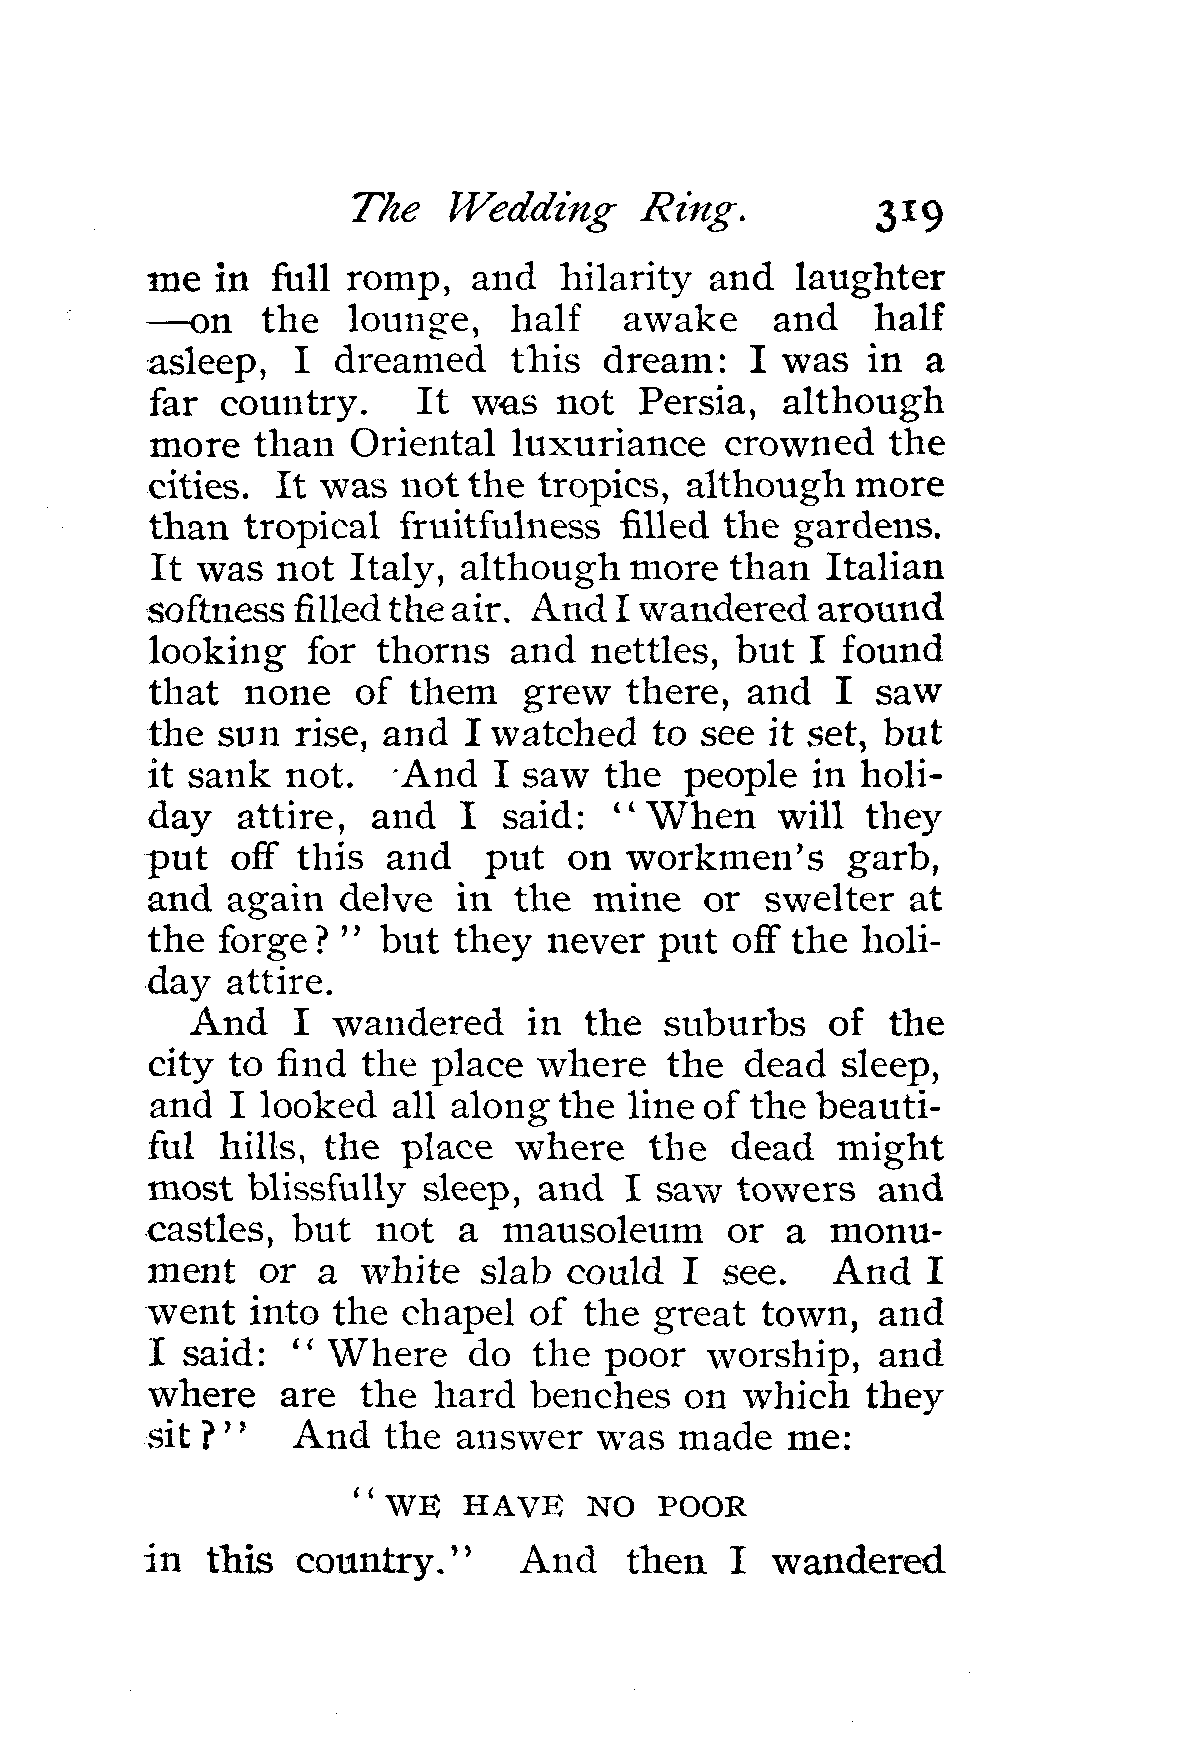 The Wedding Ring. 319
me in full romp, and hilarity and laughter
—on the lounge, half awake and half
asleep, I dreamed this dream: I was in a
far country. It was not Persia, although
more than Oriental luxuriance crowned the
cities. It was not the tropics, although more
than tropical fruitfulness filled the gardens.
It was not Italy, although more than Italian
softness filled the air. And I wandered around
looking for thorns and nettles, but I found
that none of them grew there, and I saw
the sun rise, and I watched to see it set, but
it sank not. And I saw the people in holi-
day attire, and I said: "When will they
put off this and put on workmen's garb,
and again delve in the mine or swelter at
the forge?" but they never put off the holi-
day attire.
And I wandered in the suburbs of the
city to find the place where the dead sleep,
and I looked all along the line of the beauti-
ful hills, the place where the dead might
most blissfully sleep, and I saw towers and
castles, but not a mausoleum or a monu-
ment or a white slab could I see. And I
went into the chapel of the great town, and
I said: "Where do the poor worship, and
where are the hard benches on which they
sit?" And the answer was made me:
"WE HAVE NO POOR
in this country." And then I wandered